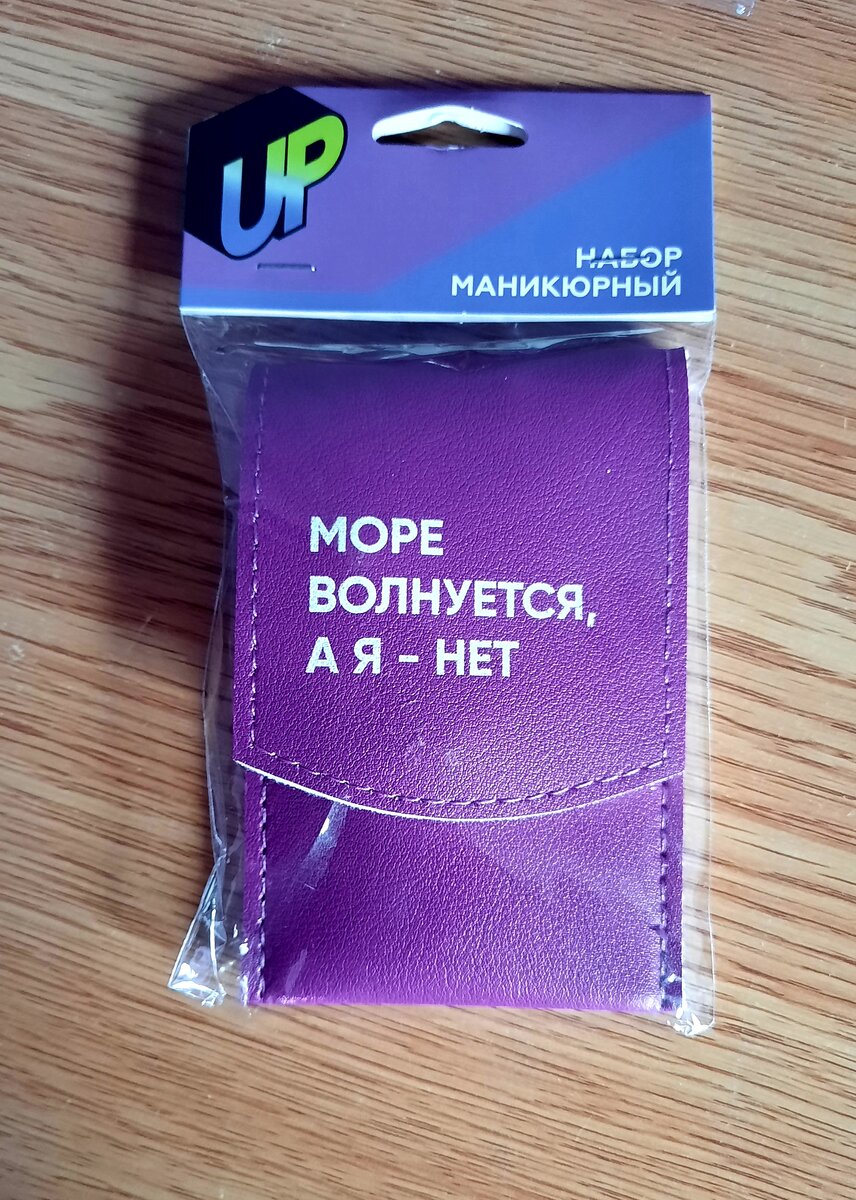 UP
НАБОР
МАНИКЮРНЫЙ
МОРЕ
ВОЛНУЕТСЯ,
А Я - НЕТ